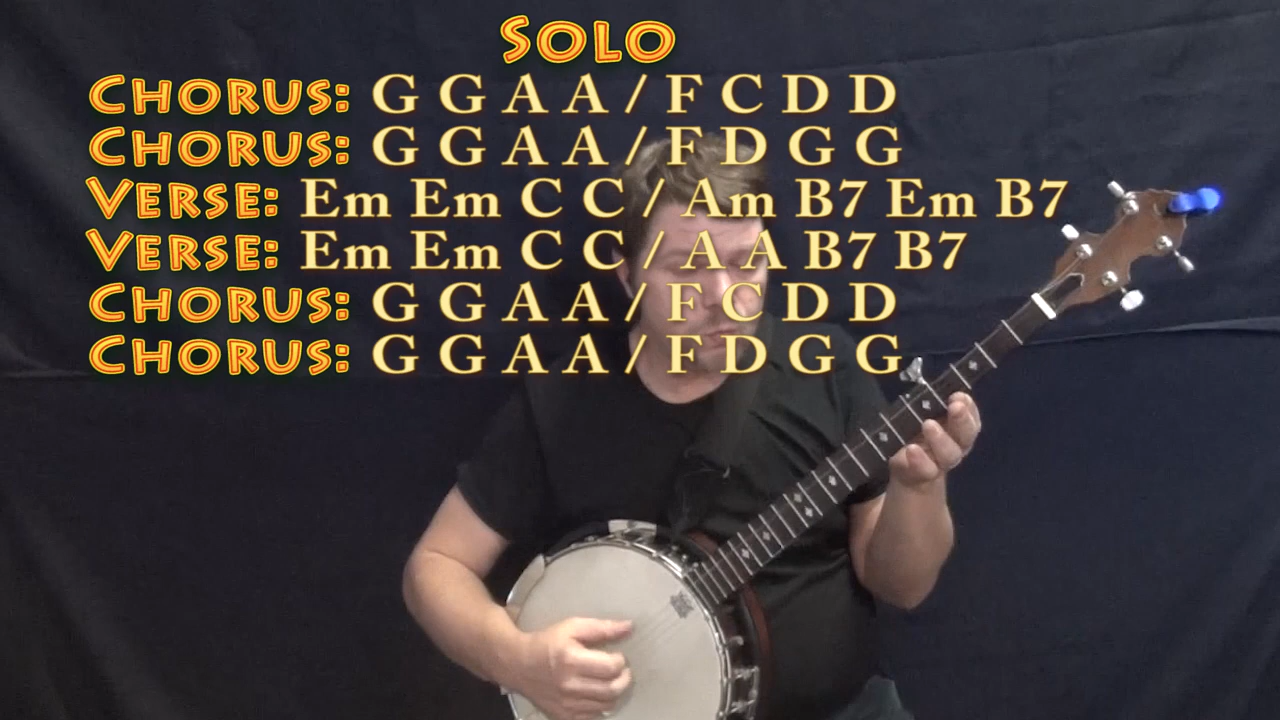 Solo
Chorus: G G A A / F C D D
Chorus: G G A A / F D G G
Verse: Em Em C C / Am B7 Em B7
Verse: Em Em C C / A A B7 B7
Chorus: G G A A / F C D D
Chorus: G G A A / F D G G